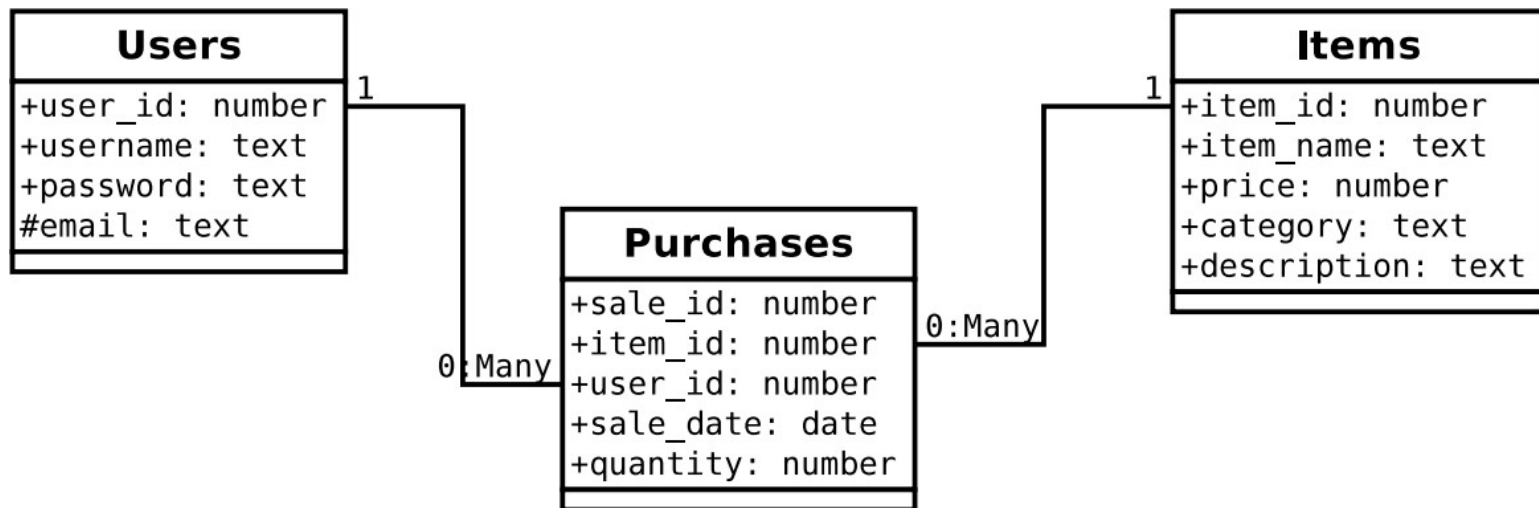 Users
+user_id: number
+username: text
+password: text
#email: text
1
0:Many
Purchases
+sale_id: number
+item_id: number
+user_id: number
+sale_date: date
+quantity: number
0:Many
1
Items
+item_id: number
+item_name: text
+price: number
+category: text
+description: text